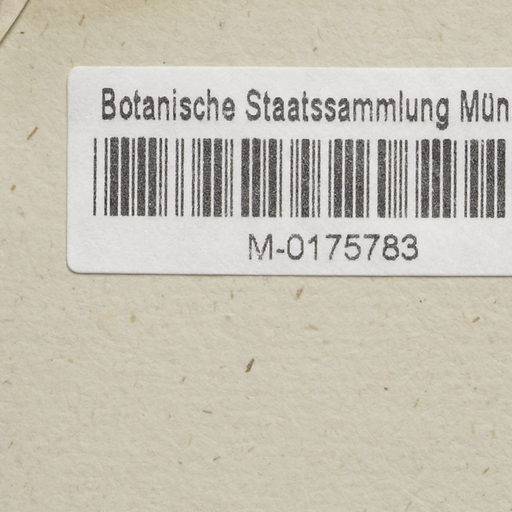 Botanische Staatssammlung Mün
M-0175783